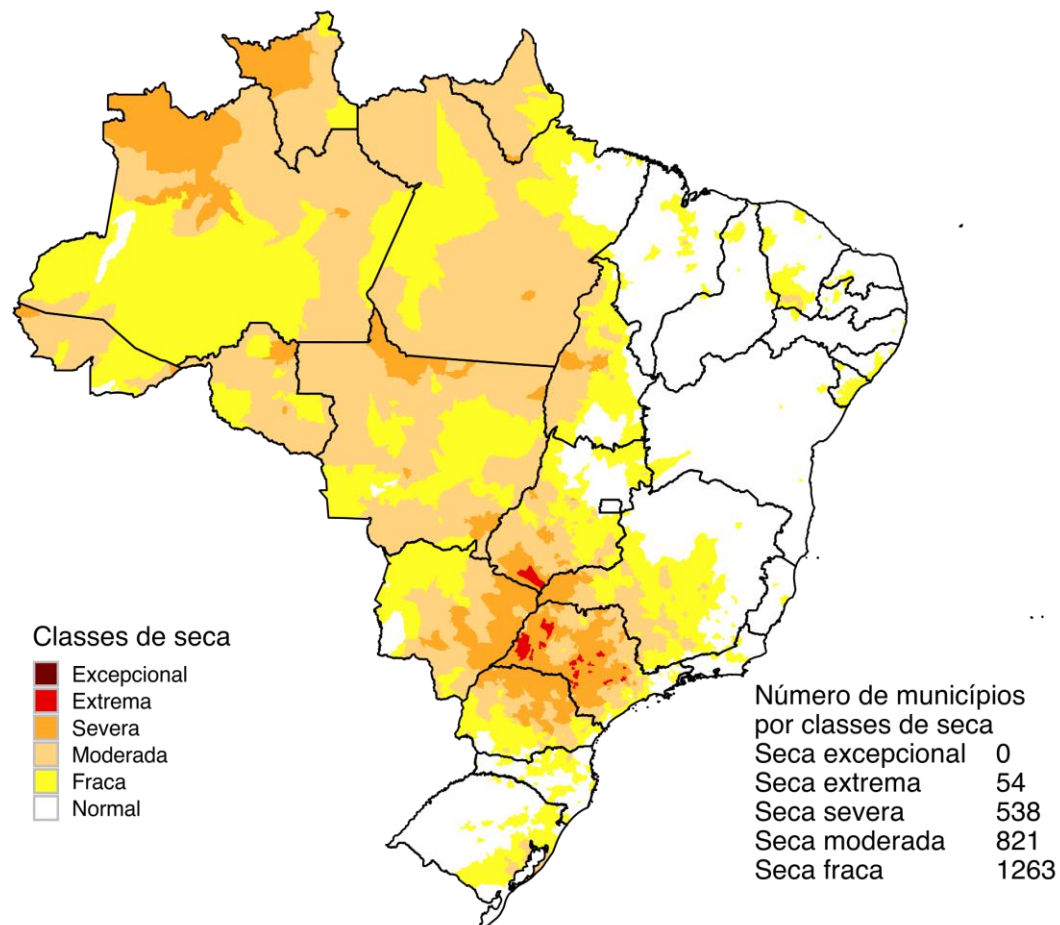 Classes de seca
Excepcional
Extrema
Severa
Moderada
Fraca
Normal
Número de municípios
por classes de seca
Seca excepcional 0
Seca extrema 54
Seca severa 538
Seca moderada 821
Seca fraca 1263